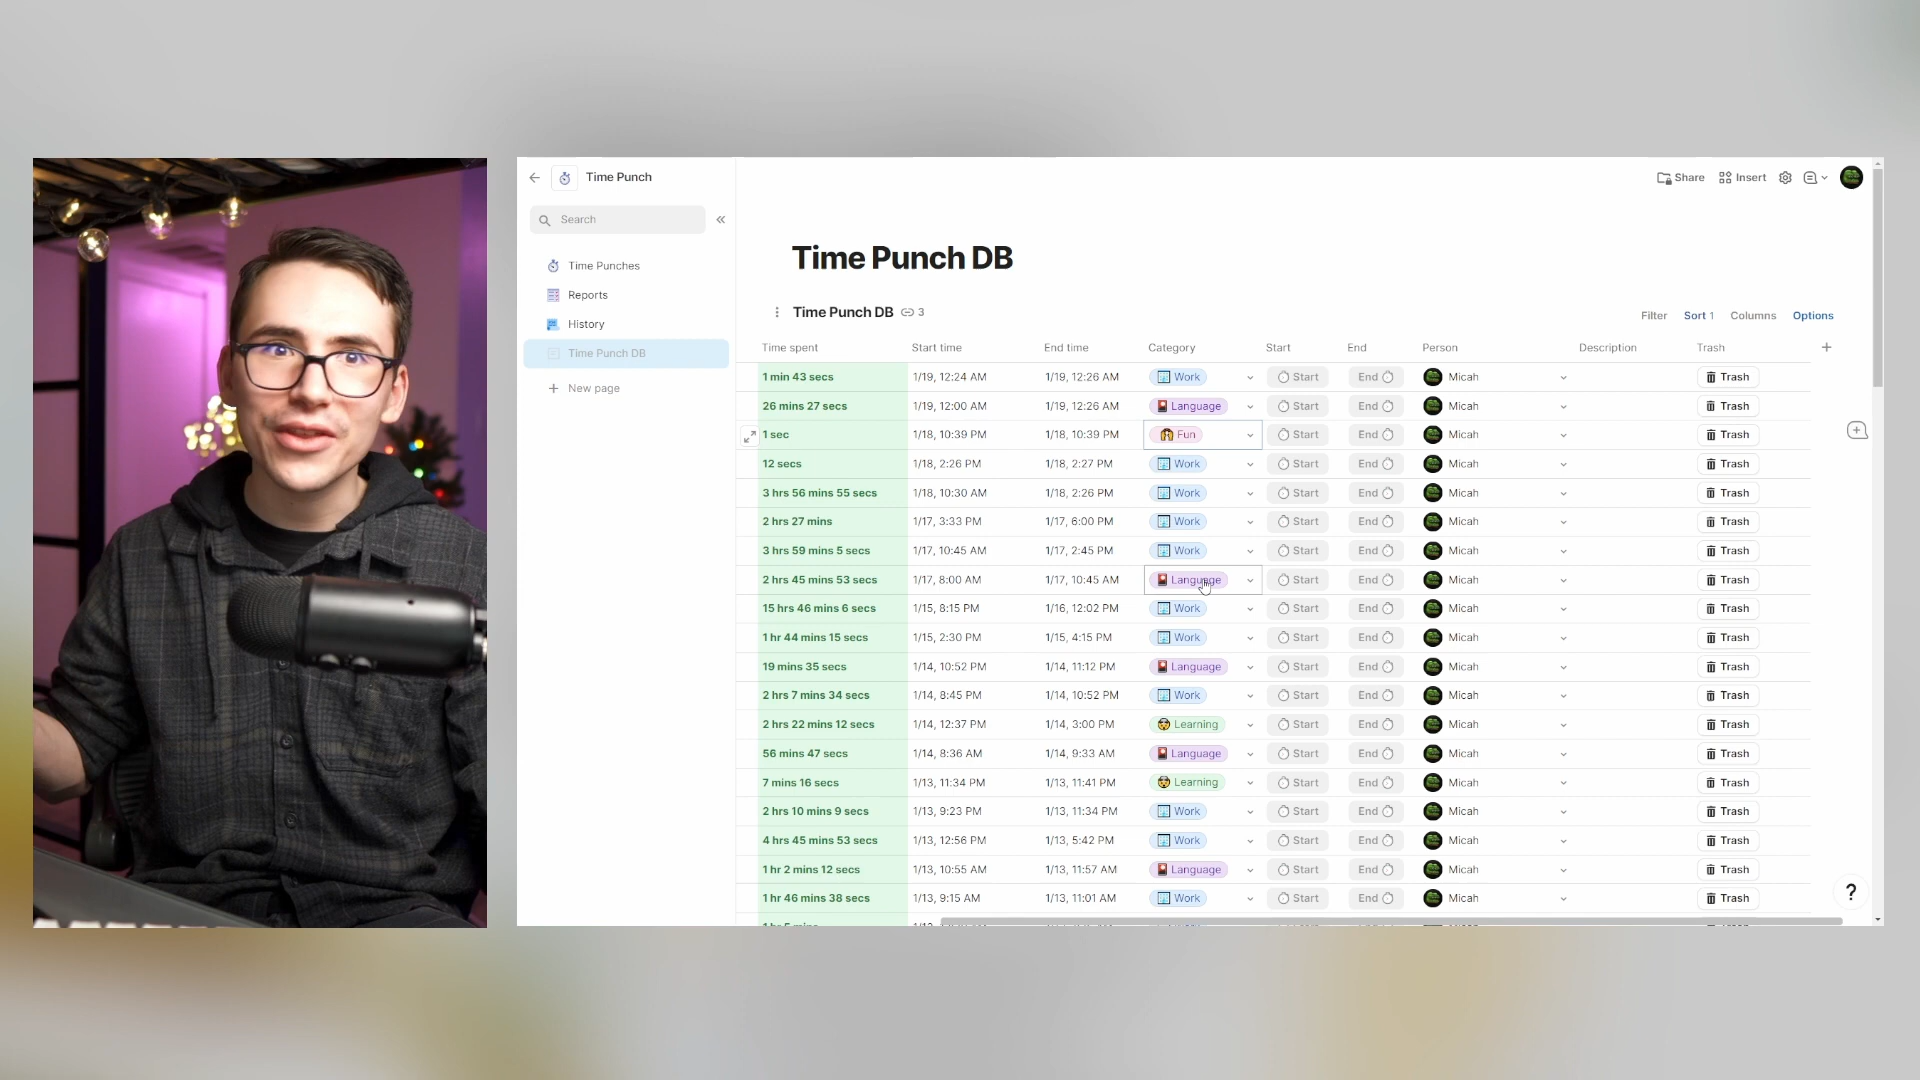 Time Punch
Share Insert
Search
Time Punches
Reports
History
Time Punch DB
New page
Time Punch DB
Time Punch DB 3
Filter Sort 1 Columns Options
Time spent Start time End time Category Start End Person Description Trash
1 min 43 secs 1/19, 12:24 AM 1/19, 12:26 AM Work Start End Micah Trash
26 mins 27 secs 1/19, 12:00 AM 1/19, 12:26 AM Language Start End Micah Trash
1 sec 1/18, 10:39 PM 1/18, 10:39 PM Fun Start End Micah Trash
12 secs 1/18, 2:26 PM 1/18, 2:27 PM Work Start End Micah Trash
3 hrs 56 mins 55 secs 1/18, 10:30 AM 1/18, 2:26 PM Work Start End Micah Trash
2 hrs 27 mins 1/17, 3:33 PM 1/17, 6:00 PM Work Start End Micah Trash
3 hrs 59 mins 5 secs 1/17, 10:45 AM 1/17, 2:45 PM Work Start End Micah Trash
2 hrs 45 mins 53 secs 1/17, 8:00 AM 1/17, 10:45 AM Language Start End Micah Trash
15 hrs 46 mins 6 secs 1/15, 8:15 PM 1/16, 12:02 PM Work Start End Micah Trash
1 hr 44 mins 15 secs 1/15, 2:30 PM 1/15, 4:15 PM Work Start End Micah Trash
19 mins 35 secs 1/14, 10:52 PM 1/14, 11:12 PM Language Start End Micah Trash
2 hrs 7 mins 34 secs 1/14, 8:45 PM 1/14, 10:52 PM Work Start End Micah Trash
2 hrs 22 mins 12 secs 1/14, 12:37 PM 1/14, 3:00 PM Learning Start End Micah Trash
56 mins 47 secs 1/14, 8:36 AM 1/14, 9:33 AM Language Start End Micah Trash
7 mins 16 secs 1/13, 11:34 PM 1/13, 11:41 PM Learning Start End Micah Trash
2 hrs 10 mins 9 secs 1/13, 9:23 PM 1/13, 11:34 PM Work Start End Micah Trash
4 hrs 45 mins 53 secs 1/13, 12:56 PM 1/13, 5:42 PM Work Start End Micah Trash
1 hr 2 mins 12 secs 1/13, 10:55 AM 1/13, 11:57 AM Language Start End Micah Trash
1 hr 46 mins 38 secs 1/13, 9:15 AM 1/13, 11:01 AM Work Start End Micah Trash
?